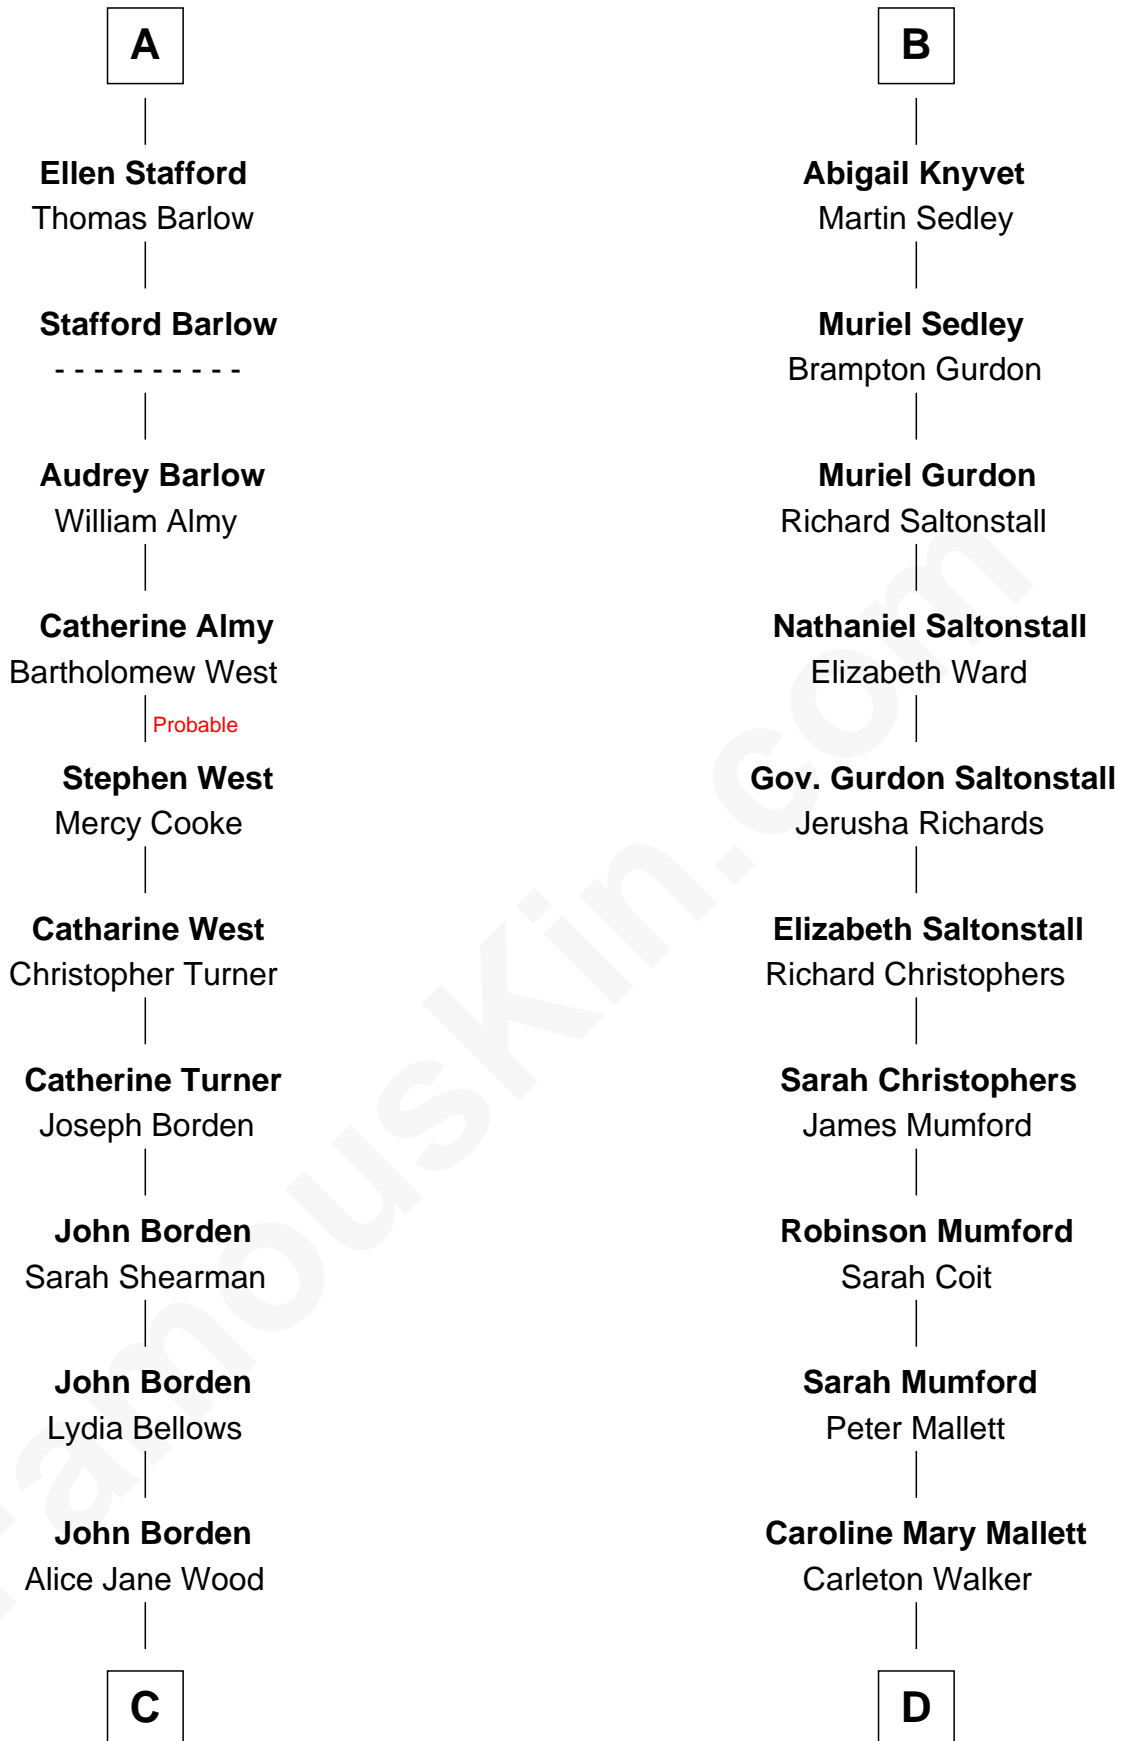 A
Ellen Stafford
Thomas Barlow
Stafford Barlow
- - - - - - - - - -
Audrey Barlow
William Almy
Catherine Almy
Bartholomew West
Probable
Stephen West
Mercy Cooke
Catharine West
Christopher Turner
Catherine Turner
Joseph Borden
John Borden
Sarah Shearman
John Borden
Lydia Bellows
John Borden
Alice Jane Wood
C
B
Abigail Knyvet
Martin Sedley
Muriel Sedley
Brampton Gurdon
Muriel Gurdon
Richard Saltonstall
Nathaniel Saltonstall
Elizabeth Ward
Gov. Gurdon Saltonstall
Jerusha Richards
Elizabeth Saltonstall
Richard Christophers
Sarah Christophers
James Mumford
Robinson Mumford
Sarah Coit
Sarah Mumford
Peter Mallett
Caroline Mary Mallett
Carleton Walker
D
FamousKin.com